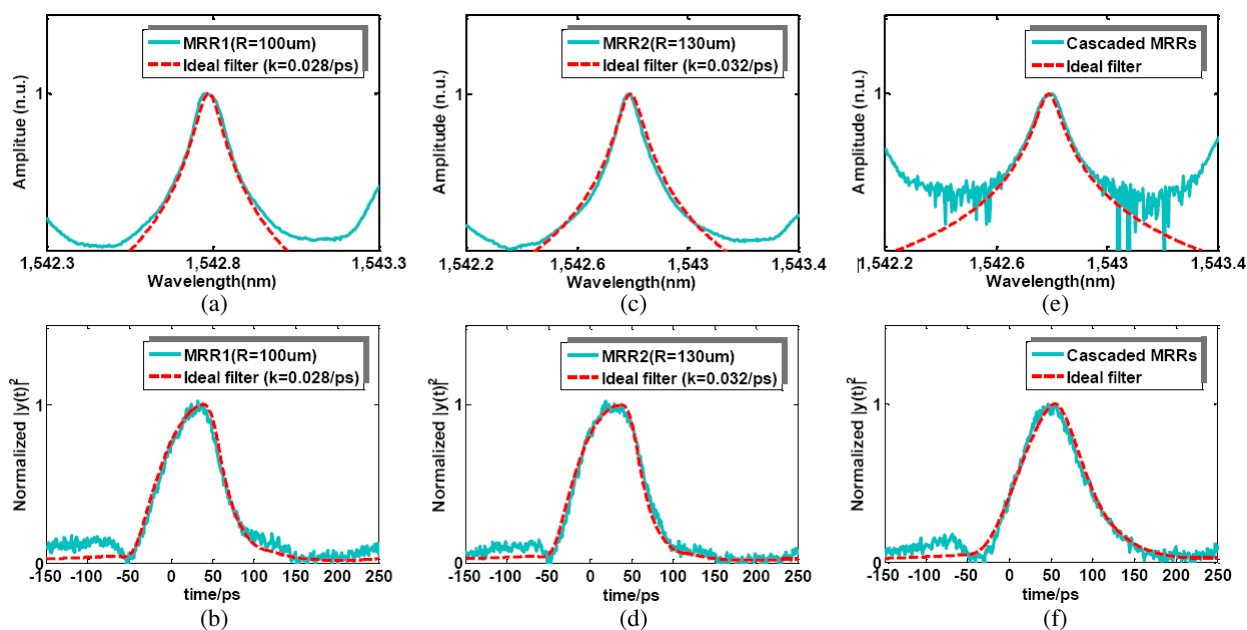 MRR1(R=100um)
Ideal filter (k=0.028/ps)
Amplitue (n.u.)
1
1,542.3 1,542.8 1,543.3
Wavelength(nm)
(a)
MRR2(R=130um)
Ideal filter (k=0.032/ps)
Amplitude (n.u.)
1
1,542.2 1,542.6 1,543 1,543.4
Wavelength(nm)
(c)
Cascaded MRRs
Ideal filter
Amplitude (n.u.)
1
1,542.2 1,542.6 1,543 1,543.4
Wavelength(nm)
(e)
MRR1(R=100um)
Ideal filter (k=0.028/ps)
Normalized |y(t)|²
1
0
-150 -100 -50 0 50 100 150 200 250
time/ps
(b)
MRR2(R=130um)
Ideal filter (k=0.032/ps)
Normalized |y(t)|²
1
0
-150 -100 -50 0 50 100 150 200 250
time/ps
(d)
Cascaded MRRs
Ideal filter
Normalized |y(t)|²
1
0
-150 -100 -50 0 50 100 150 200 250
time/ps
(f)